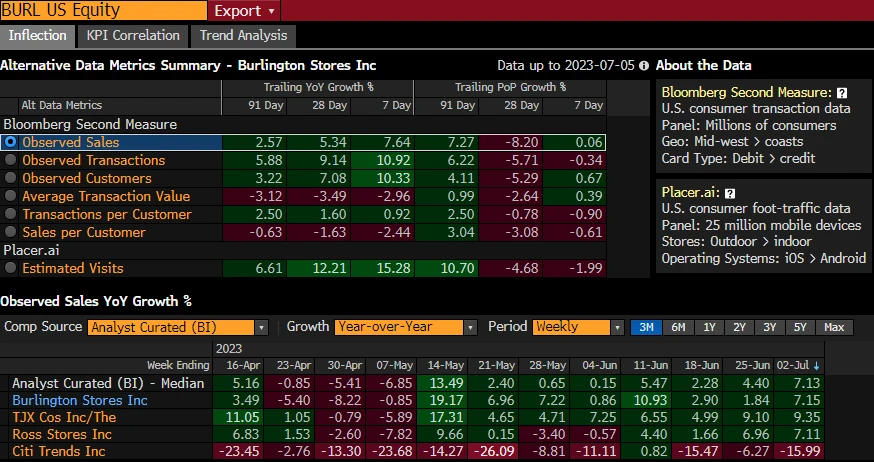 BURL US Equity Export ▾
Inflection KPI Correlation Trend Analysis
Alternative Data Metrics Summary - Burlington Stores Inc Data up to 2023-07-05 About the Data
Trailing YoY Growth % Trailing PoP Growth %
Alt Data Metrics 91 Day 28 Day 7 Day 91 Day 28 Day 7 Day
Bloomberg Second Measure
Observed Sales 2.57 5.34 7.64 7.27 -8.20 0.06
Observed Transactions 5.88 9.14 10.92 6.22 -5.71 -0.34
Observed Customers 3.22 7.08 10.33 4.11 -5.29 0.67
Average Transaction Value -3.12 -3.49 -2.96 0.99 -2.64 0.39
Transactions per Customer 2.50 1.60 0.92 2.50 -0.78 -0.90
Sales per Customer -0.63 -1.63 -2.44 3.04 -3.08 -0.61
Placer.ai
Estimated Visits 6.61 12.21 15.28 10.70 -4.68 -1.99
Bloomberg Second Measure: ?
U.S. consumer transaction data
Panel: Millions of consumers
Geo: Mid-west > coasts
Card Type: Debit > credit
Placer.ai: ?
U.S. consumer foot-traffic data
Panel: 25 million mobile devices
Stores: Outdoor > indoor
Operating Systems: iOS > Android
Observed Sales YoY Growth %
Comp Source Analyst Curated (BI) Growth Year-over-Year Period Weekly 3M 6M 1Y 2Y 3Y 5Y Max
2023
Week Ending 16-Apr 23-Apr 30-Apr 07-May 14-May 21-May 28-May 04-Jun 11-Jun 18-Jun 25-Jun 02-Jul ↓
Analyst Curated (BI) - Median 5.16 -0.85 -5.41 -6.85 13.49 2.40 0.65 0.15 5.47 2.28 4.40 7.13
Burlington Stores Inc 3.49 -5.40 -8.22 -0.85 19.17 6.96 7.22 0.86 10.93 2.90 1.84 7.15
TJX Cos Inc/The 11.05 1.05 -0.79 -5.89 17.31 4.65 4.71 7.25 6.55 4.99 9.10 9.35
Ross Stores Inc 6.83 1.53 -2.60 -7.82 9.66 0.15 -3.40 -0.57 4.40 1.66 6.96 7.11
Citi Trends Inc -23.45 -2.76 -13.30 -23.68 -14.27 -26.09 -8.81 -11.11 0.82 -15.47 -6.27 -15.99